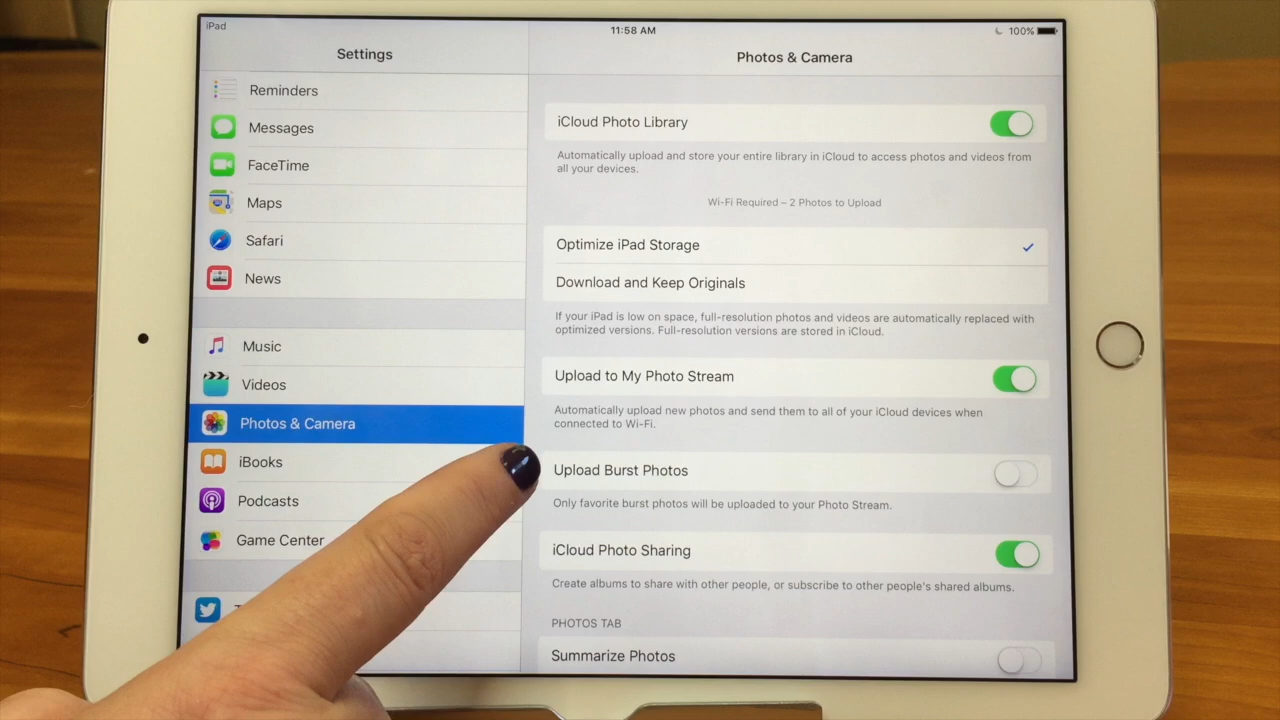 iPad
11:58 AM
100%
Settings
Reminders
Messages
FaceTime
Maps
Safari
News
Music
Videos
Photos & Camera
iBooks
Podcasts
Game Center
Photos & Camera
iCloud Photo Library
Automatically upload and store your entire library in iCloud to access photos and videos from
all your devices.
Wi-Fi Required – 2 Photos to Upload
Optimize iPad Storage
Download and Keep Originals
If your iPad is low on space, full-resolution photos and videos are automatically replaced with
optimized versions. Full-resolution versions are stored in iCloud.
Upload to My Photo Stream
Automatically upload new photos and send them to all of your iCloud devices when
connected to Wi-Fi.
Upload Burst Photos
Only favorite burst photos will be uploaded to your Photo Stream.
iCloud Photo Sharing
Create albums to share with other people, or subscribe to other people's shared albums.
PHOTOS TAB
Summarize Photos